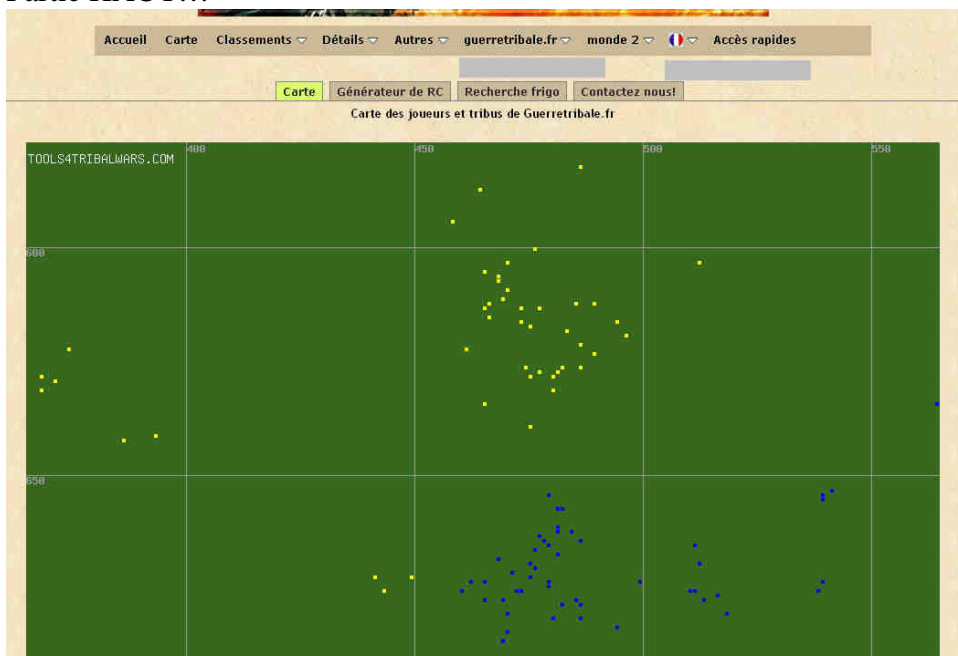 Accueil Carte Classements Détails Autres guerretribale.fr monde 2 Accès rapides
Carte Générateur de RC Recherche frigo Contactez nous!
Carte des joueurs et tribus de Guerretribale.fr
TOOLS4TRIBALWARS.COM 400 450 500 550
600
650